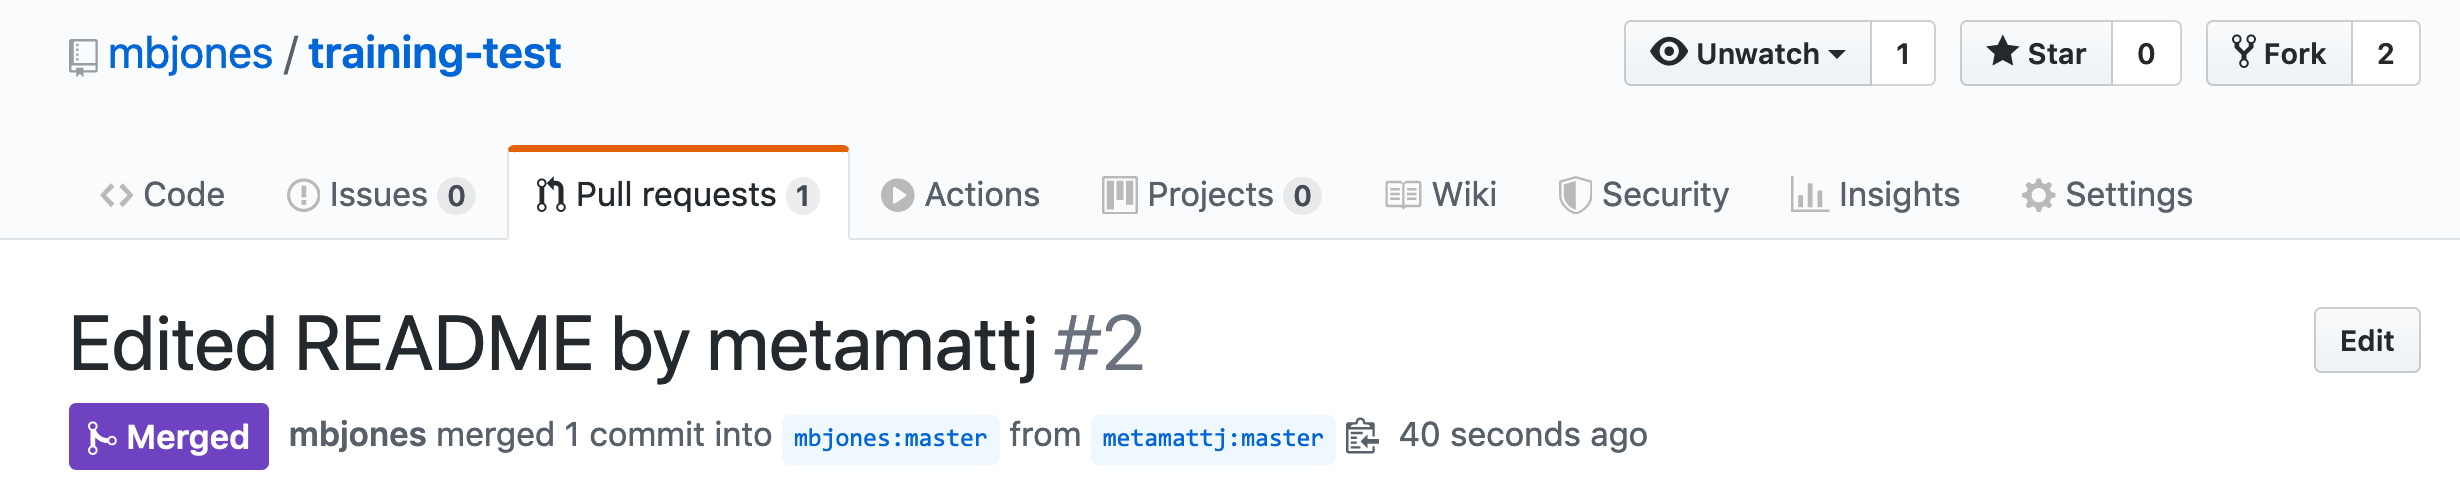 mbjones / training-test
Unwatch 1 Star 0 Fork 2
Code Issues 0 Pull requests 1 Actions Projects 0 Wiki Security Insights Settings
Edited README by metamattj #2
Edit
Merged mbjones merged 1 commit into mbjones:master from metamattj:master 40 seconds ago